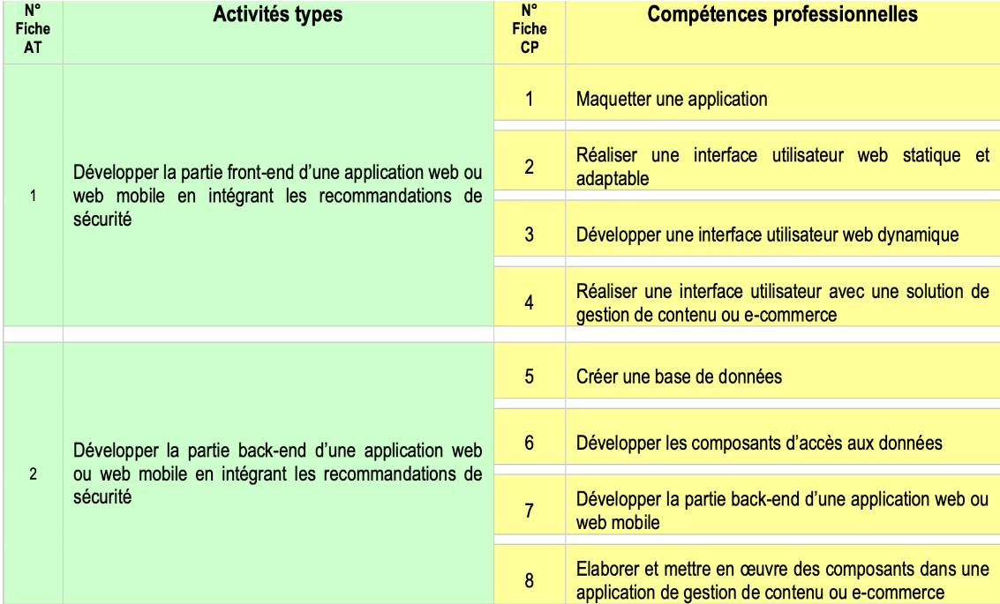 N°
Fiche
AT
Activités types
N°
Fiche
CP
Compétences professionnelles
1
Développer la partie front-end d’une application web ou
web mobile en intégrant les recommandations de
sécurité
1
Maquetter une application
2
Réaliser une interface utilisateur web statique et
adaptable
3
Développer une interface utilisateur web dynamique
4
Réaliser une interface utilisateur avec une solution de
gestion de contenu ou e-commerce
2
Développer la partie back-end d’une application web
ou web mobile en intégrant les recommandations de
sécurité
5
Créer une base de données
6
Développer les composants d’accès aux données
7
Développer la partie back-end d’une application web ou
web mobile
8
Elaborer et mettre en œuvre des composants dans une
application de gestion de contenu ou e-commerce